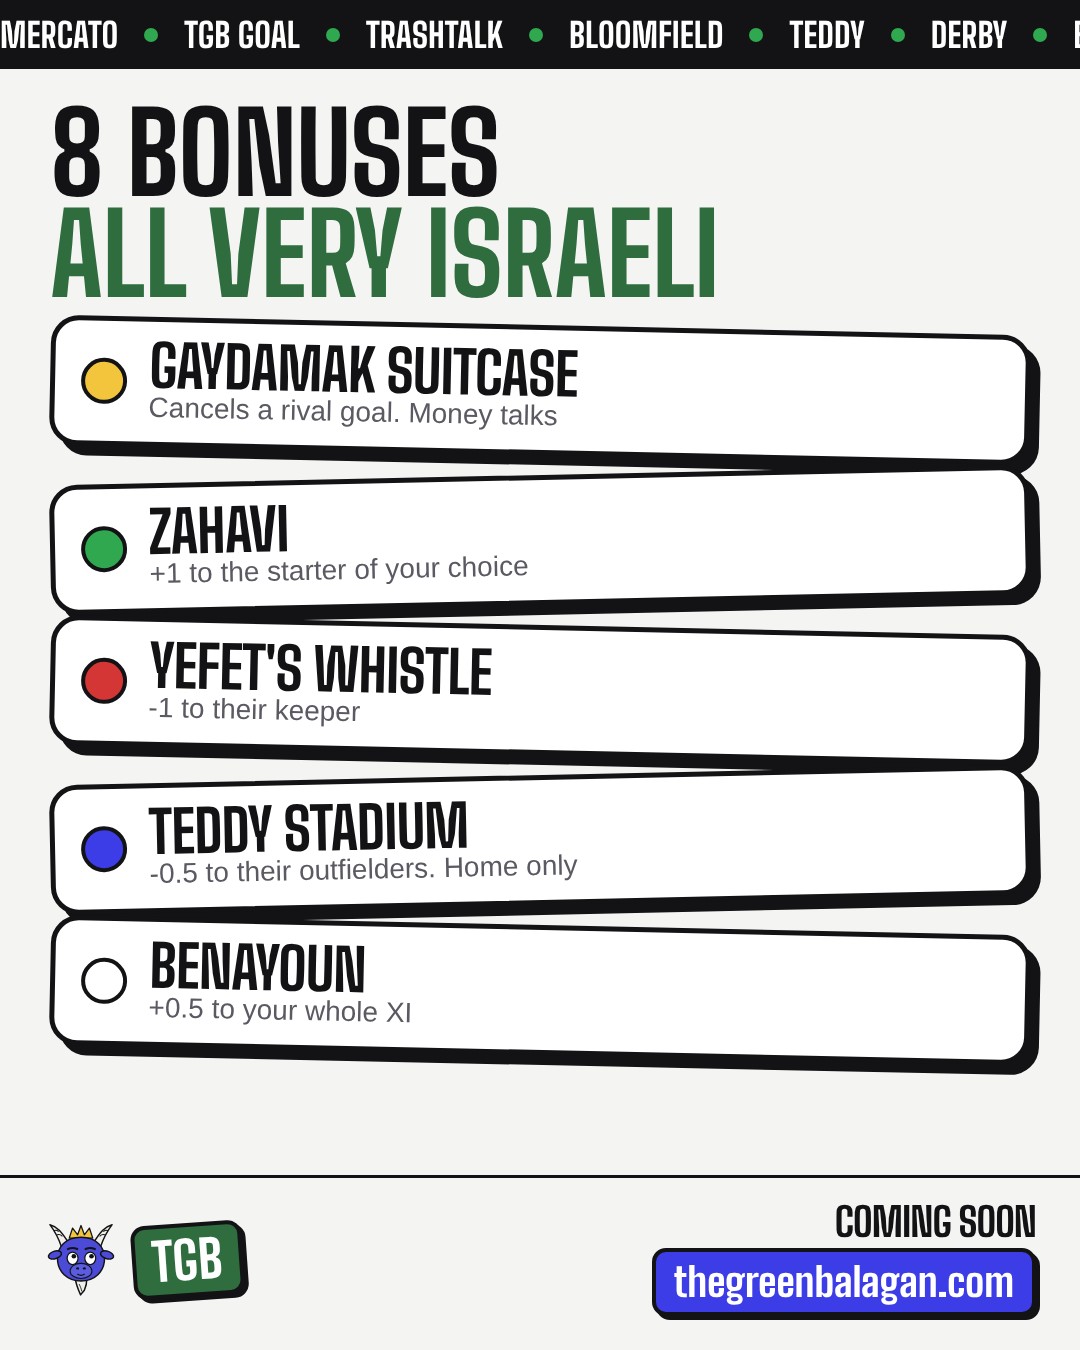 MERCATO • TGB GOAL • TRASHTALK • BLOOMFIELD • TEDDY • DERBY •
8 BONUSES
ALL VERY ISRAELI
GAYDAMAK SUITCASE
Cancels a rival goal. Money talks
ZAHAVI
+1 to the starter of your choice
YEFET'S WHISTLE
-1 to their keeper
TEDDY STADIUM
-0.5 to their outfielders. Home only
BENAYOUN
+0.5 to your whole XI
COMING SOON
TGB
thegreenbalagan.com